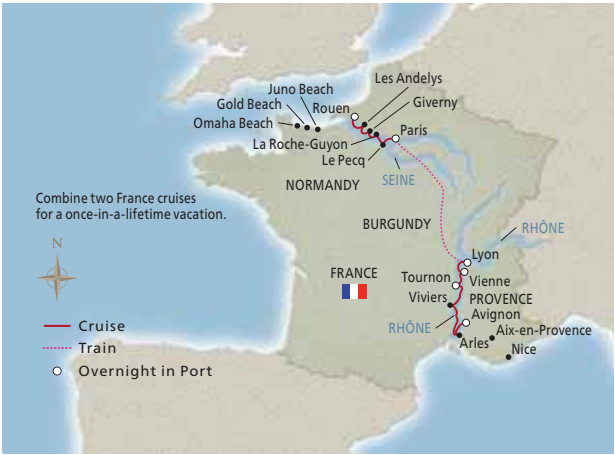 Les Andelys
Juno Beach
Giverny
Gold Beach
Rouen
Omaha Beach
Paris
La Roche-Guyon
Le Pecq
SEINE
NORMANDY
Combine two France cruises
for a once-in-a-lifetime vacation.
BURGUNDY
RHÔNE
N
Lyon
FRANCE
Tournon
Vienne
Viviers
PROVENCE
Avignon
RHÔNE
Aix-en-Provence
Arles
Nice
Cruise
Train
Overnight in Port